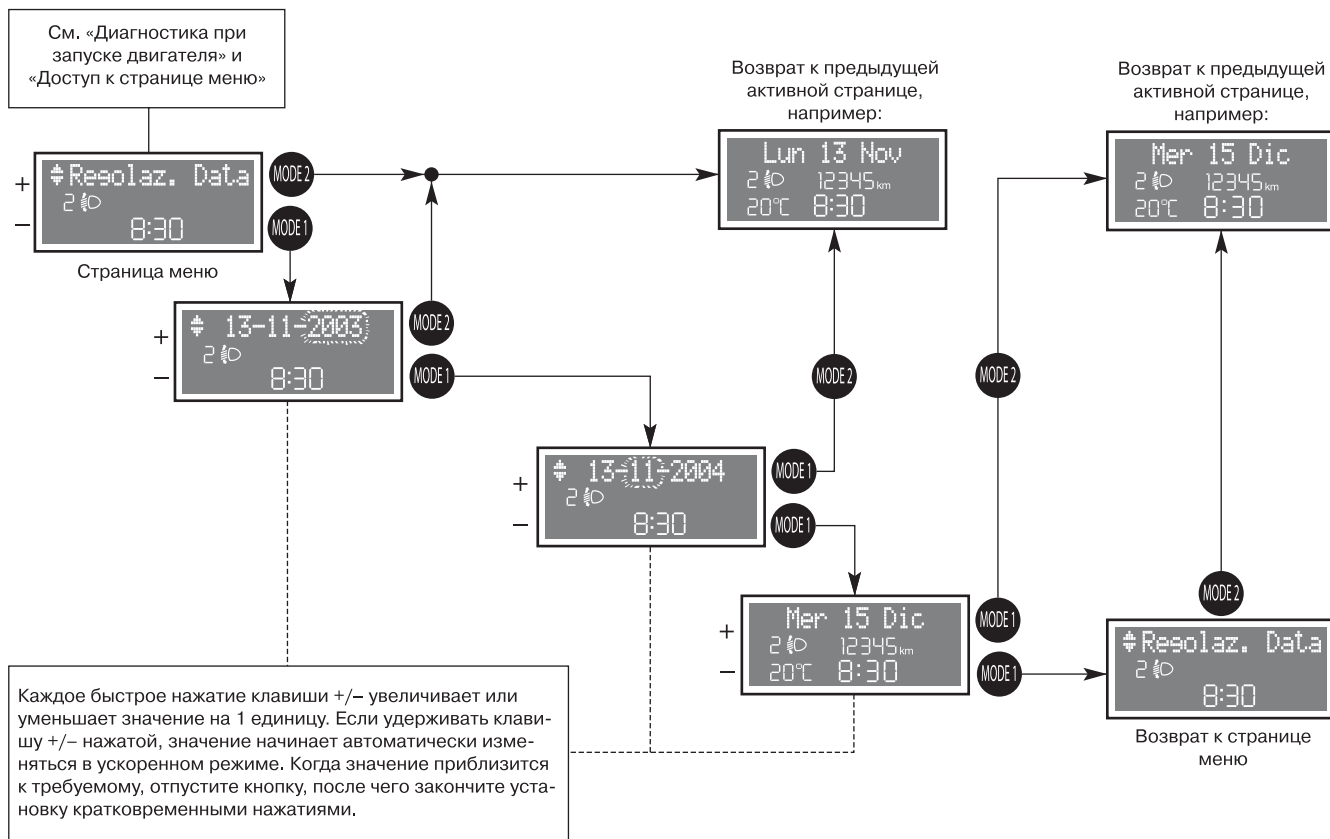 См. «Диагностика при
запуске двигателя» и
«Доступ к странице меню»
+
–
Regolaz. Data
2
8:30
MODE 2
MODE 1
Страница меню
+
–
13-11-2003
2
8:30
MODE 2
MODE 1
Возврат к предыдущей
активной странице,
например:
Lun 13 Nov
2 12345 km
20°C 8:30
MODE 2
Возврат к предыдущей
активной странице,
например:
Mer 15 Dic
2 12345 km
20°C 8:30
MODE 2
+
–
13-11-2004
2
8:30
MODE 1
MODE 1
+
–
Mer 15 Dic
2 12345 km
20°C 8:30
MODE 1
MODE 1
MODE 2
Regolaz. Data
2
8:30
Возврат к странице
меню
Каждое быстрое нажатие клавиши +/– увеличивает или
уменьшает значение на 1 единицу. Если удерживать клави-
шу +/– нажатой, значение начинает автоматически изме-
няться в ускоренном режиме. Когда значение приблизится
к требуемому, отпустите кнопку, после чего закончите уста-
новку кратковременными нажатиями.